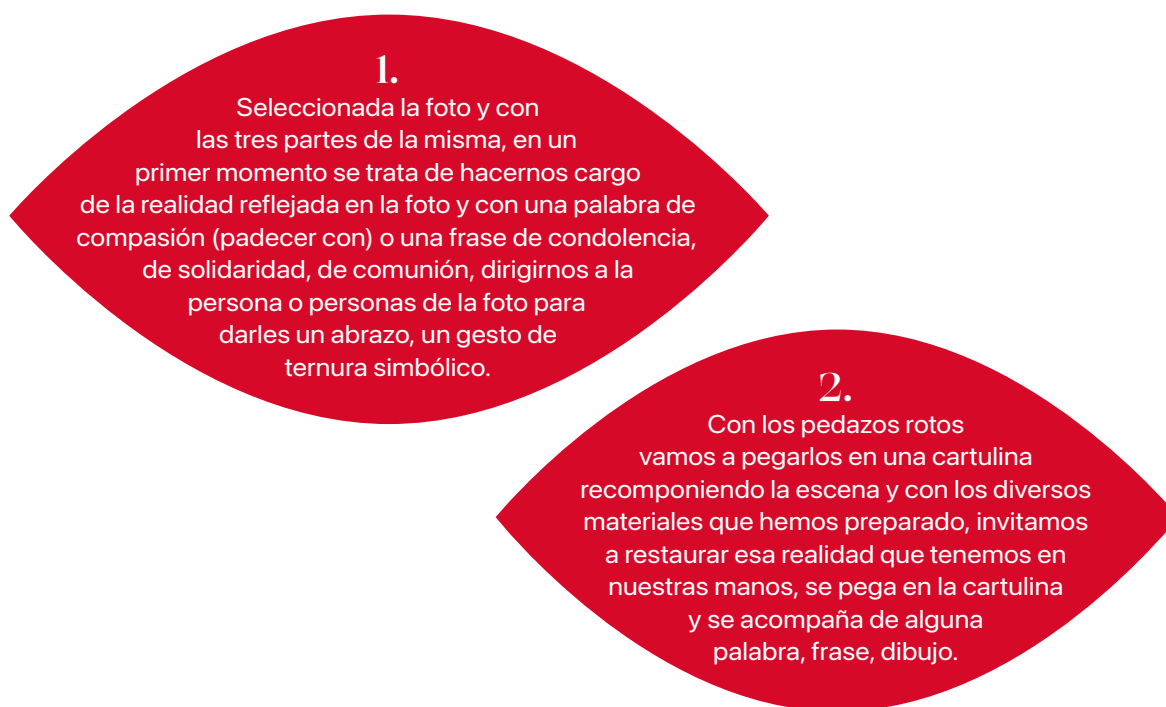 1.
Seleccionada la foto y con
las tres partes de la misma, en un
primer momento se trata de hacernos cargo
de la realidad reflejada en la foto y con una palabra de
compasión (padecer con) o una frase de condolencia,
de solidaridad, de comunión, dirigirnos a la
persona o personas de la foto para
darles un abrazo, un gesto de
ternura simbólico.
2.
Con los pedazos rotos
vamos a pegarlos en una cartulina
recomponiendo la escena y con los diversos
materiales que hemos preparado, invitamos
a restaurar esa realidad que tenemos en
nuestras manos, se pega en la cartulina
y se acompaña de alguna
palabra, frase, dibujo.